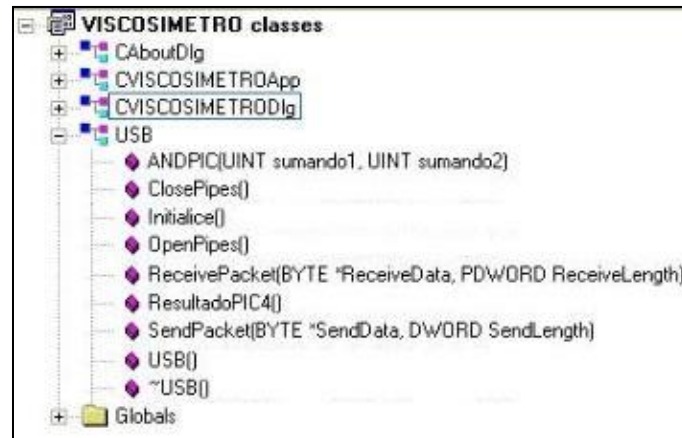 VISCOSIMETRO classes
CAboutDlg
CVISCOSIMETROApp
CVISCOSIMETRODlg
USB
ANDPIC(UINT sumando1, UINT sumando2)
ClosePipes()
Initialice()
OpenPipes()
ReceivePacket(BYTE *ReceiveData, PDWORD ReceiveLength)
ResultadoPIC4()
SendPacket(BYTE *SendData, DWORD SendLength)
USB()
~USB()
Globals